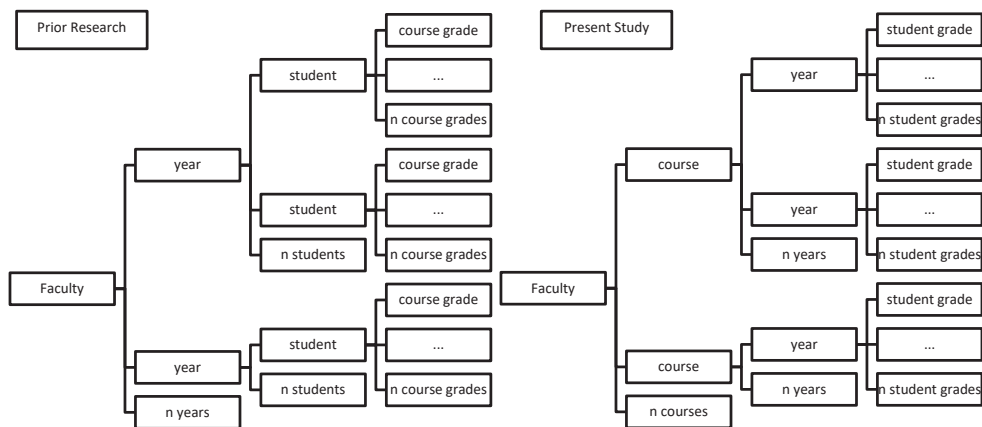 Prior Research
course grade
student
...
n course grades
year
course grade
student
...
n students
n course grades
Faculty
course grade
student
...
year
n students
n course grades
n years
Present Study
student grade
year
...
n student grades
course
student grade
year
...
n years
n student grades
Faculty
student grade
year
...
course
n years
n student grades
n courses